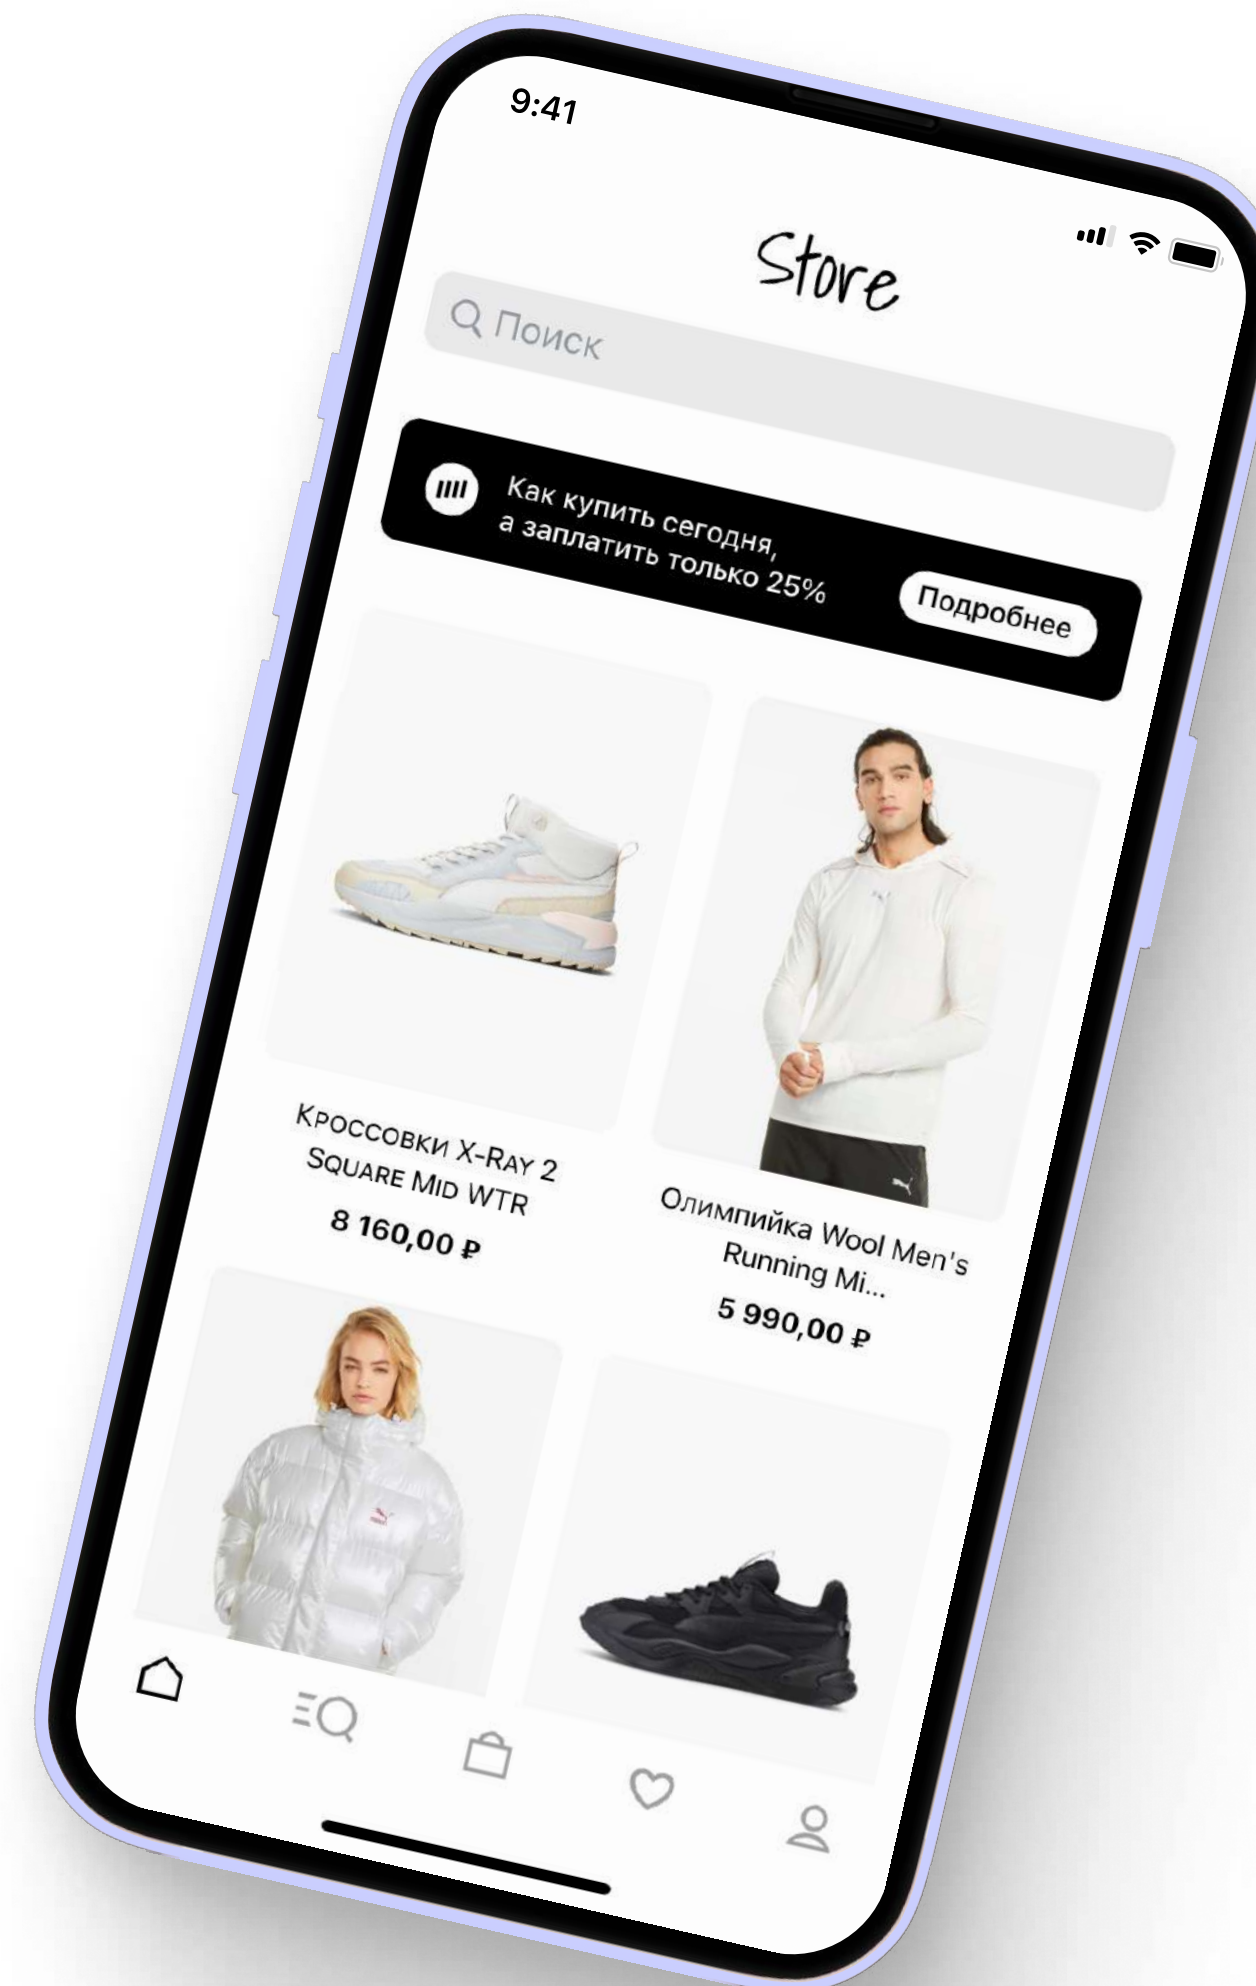 9:41
Store
Поиск
Как купить сегодня,
а заплатить только 25%
Подробнее
Кроссовки X-Ray 2
Square Mid WTR
8 160,00 ₽
Олимпийка Wool Men's
Running Mi...
5 990,00 ₽